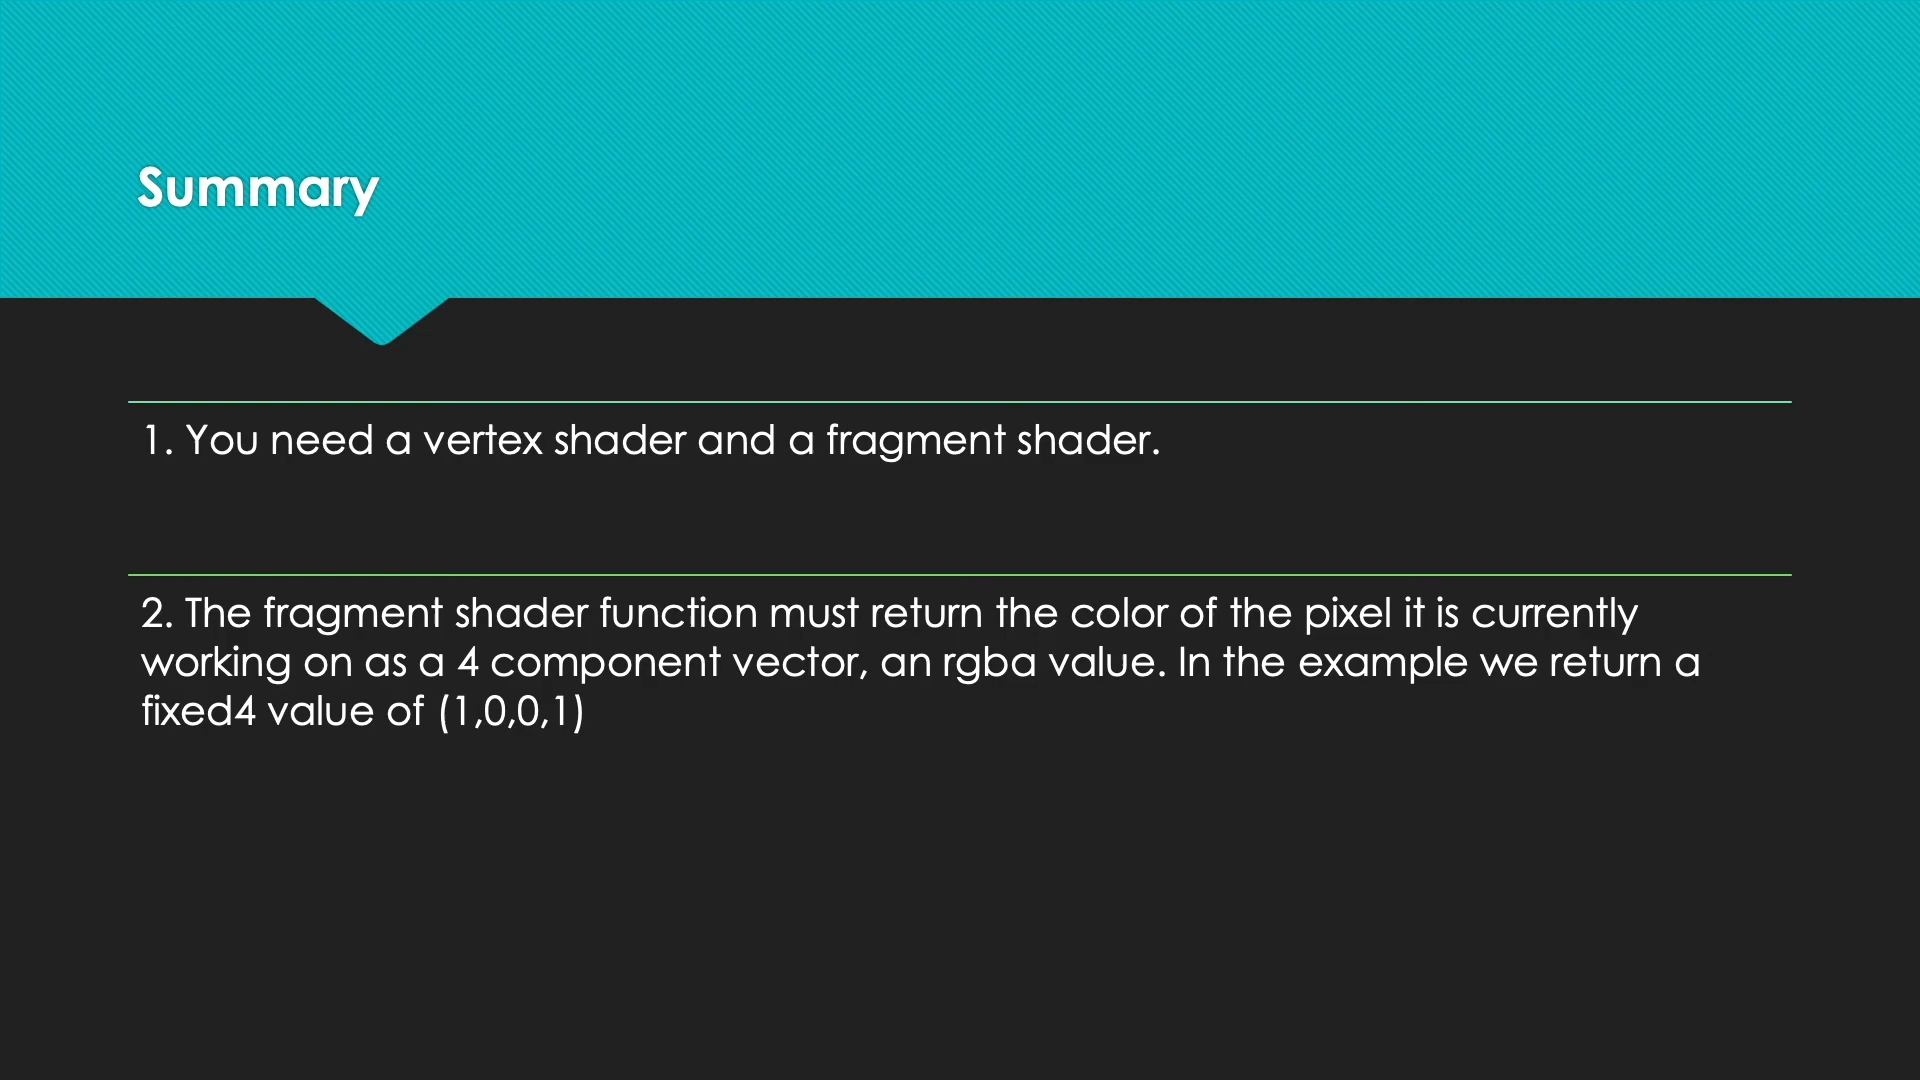 Summary
1. You need a vertex shader and a fragment shader.
2. The fragment shader function must return the color of the pixel it is currently
working on as a 4 component vector, an rgba value. In the example we return a
fixed4 value of (1,0,0,1)